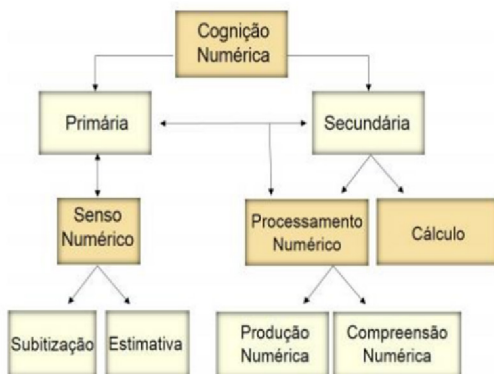 Cognição
Numérica
Primária
Secundária
Senso
Numérico
Processamento
Numérico
Cálculo
Subitização
Estimativa
Produção
Numérica
Compreensão
Numérica